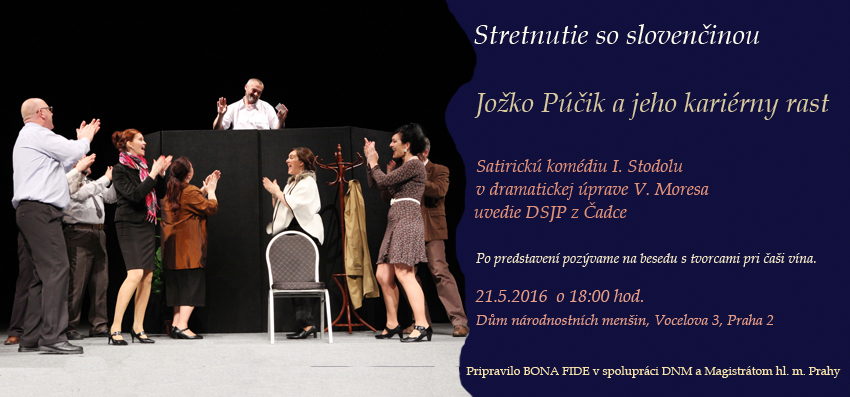 Stretnutie so slovenčinou
Jožko Púčik a jeho kariérny rast
Satirickú komédiu I. Stodolu
v dramatickej úprave V. Moresa
uvedie DSJP z Čadce
Po predstavení pozývame na besedu s tvorcami pri čaši vína.
21.5.2016 o 18:00 hod.
Dům národnostních menšin, Vocelova 3, Praha 2
Pripravilo BONA FIDE v spolupráci DNM a Magistrátom hl. m. Prahy